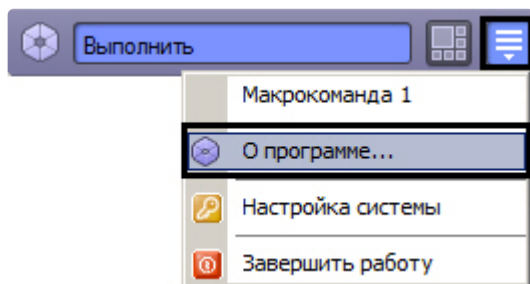 Выполнить
Макрокоманда 1
О программе...
Настройка системы
Завершить работу